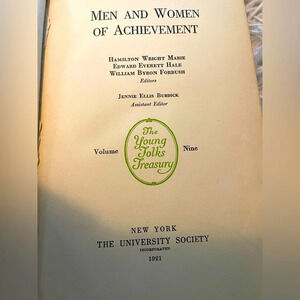 MEN AND WOMEN
OF ACHIEVEMENT
HAMILTON WRIGHT MABIE
EDWARD EVERETT HALE
WILLIAM BYRON FORBUSH
Editors
JENNIE ELLIS BURDICK
Assistant Editor
The
Young
Folks
Treasury
Volume Nine
NEW YORK
THE UNIVERSITY SOCIETY
INCORPORATED
1921